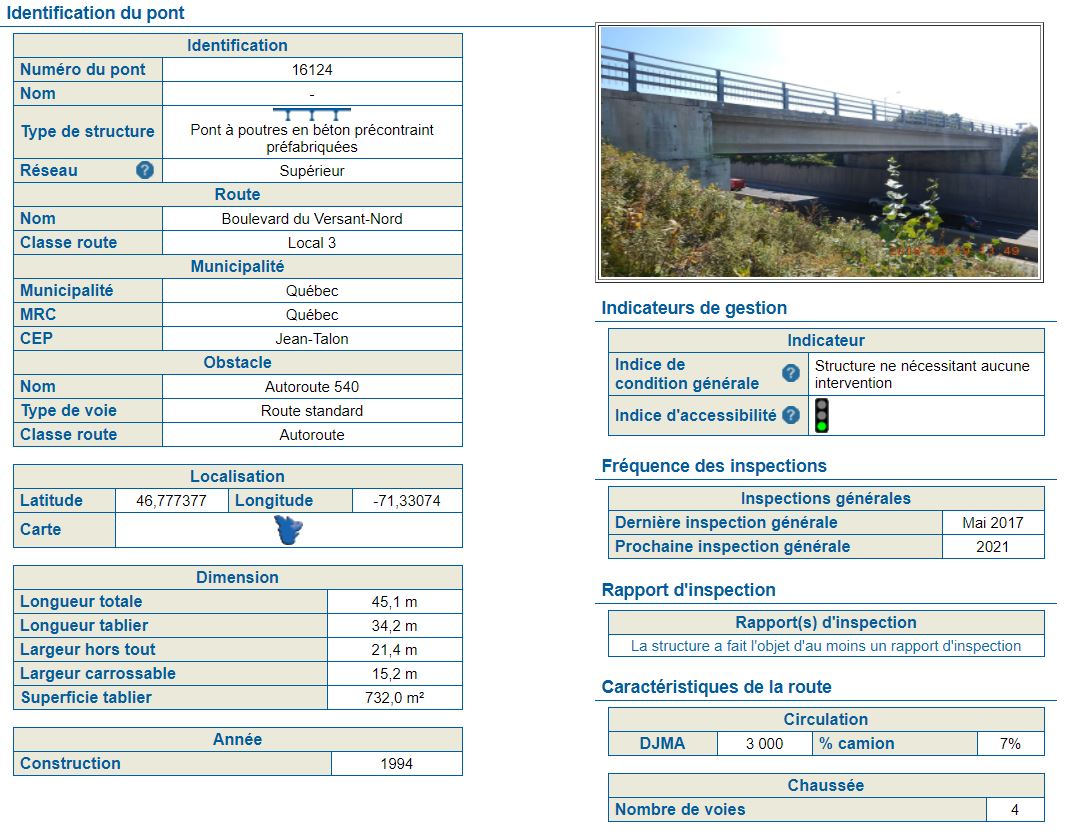 Identification du pont
Identification
Numéro du pont 16124
Nom -
Type de structure Pont à poutres en béton précontraint
préfabriquées
Réseau ? Supérieur
Route
Nom Boulevard du Versant-Nord
Classe route Local 3
Municipalité
Municipalité Québec
MRC Québec
CEP Jean-Talon
Obstacle
Nom Autoroute 540
Type de voie Route standard
Classe route Autoroute
Localisation
Latitude 46,777377 Longitude -71,33074
Carte
Dimension
Longueur totale 45,1 m
Longueur tablier 34,2 m
Largeur hors tout 21,4 m
Largeur carrossable 15,2 m
Superficie tablier 732,0 m²
Année
Construction 1994
Indicateurs de gestion
Indicateur
Indice de
condition générale ? Structure ne nécessitant aucune
intervention
Indice d'accessibilité ?
Fréquence des inspections
Inspections générales
Dernière inspection générale Mai 2017
Prochaine inspection générale 2021
Rapport d'inspection
Rapport(s) d'inspection
La structure a fait l'objet d'au moins un rapport d'inspection
Caractéristiques de la route
Circulation
DJMA 3 000 % camion 7%
Chaussée
Nombre de voies 4